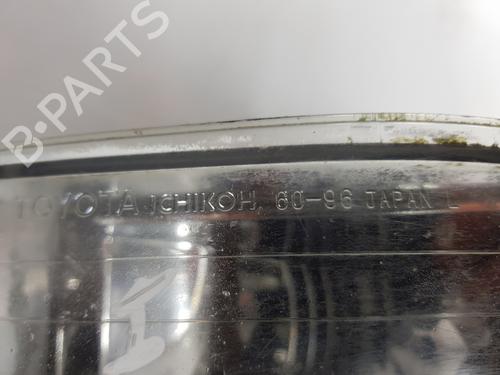 B-PARTS
TOYOTA ICHIKOH, 60-96 JAPAN L